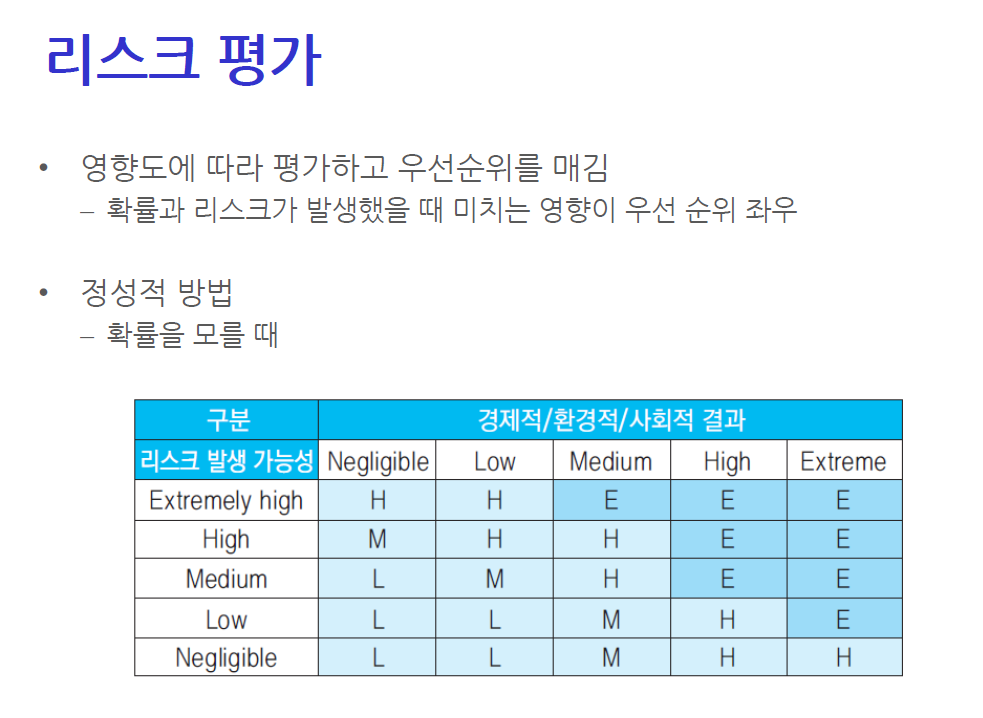 리스크 평가
• 영향도에 따라 평가하고 우선순위를 매김
– 확률과 리스크가 발생했을 때 미치는 영향이 우선 순위 좌우
• 정성적 방법
– 확률을 모를 때
구분 경제적/환경적/사회적 결과
리스크 발생 가능성 Negligible Low Medium High Extreme
Extremely high H H E E E
High M H H E E
Medium L M H E E
Low L L M H E
Negligible L L M H H